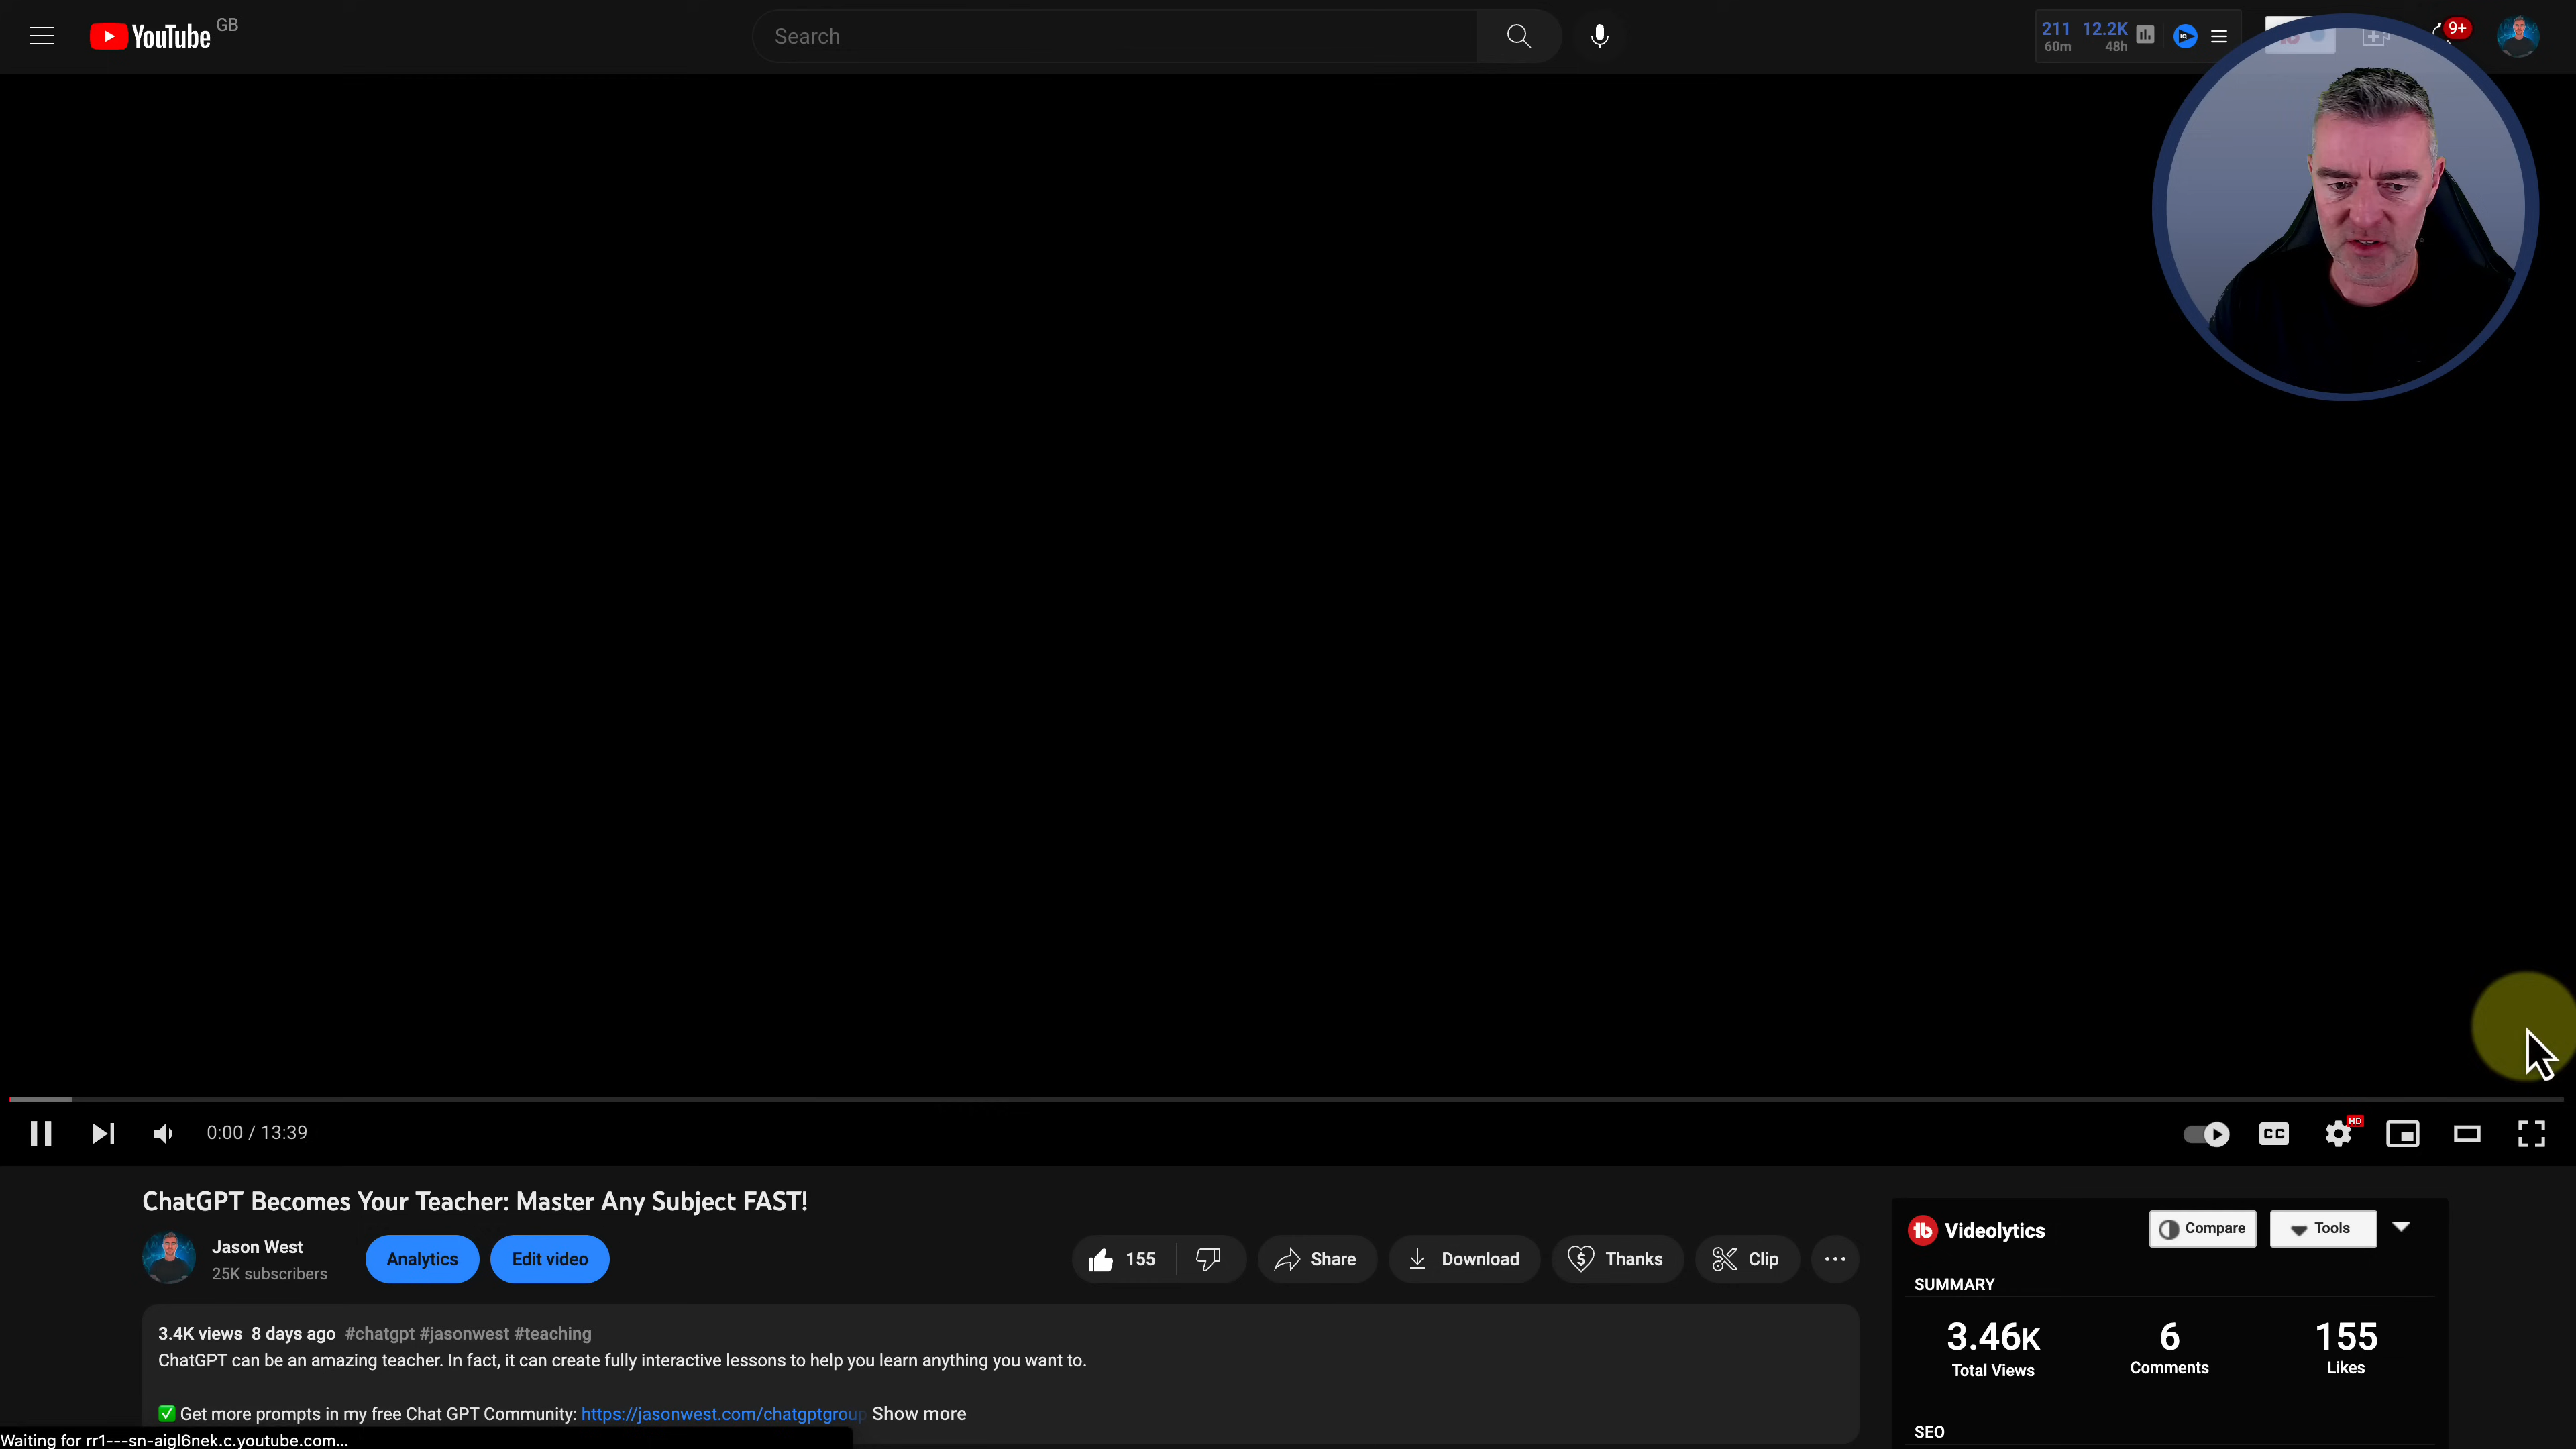 YouTube GB
Search
211 12.2K
60m 48h
IQ
9+
0:00 / 13:39
CC
HD
ChatGPT Becomes Your Teacher: Master Any Subject FAST!
Jason West
25K subscribers
Analytics
Edit video
155
Share
Download
Thanks
Clip
3.4K views 8 days ago #chatgpt #jasonwest #teaching
ChatGPT can be an amazing teacher. In fact, it can create fully interactive lessons to help you learn anything you want to.
✅ Get more prompts in my free Chat GPT Community: https://jasonwest.com/chatgptgroup Show more
Waiting for rr1---sn-aigl6nek.c.youtube.com...
tb Videolytics
Compare
Tools
SUMMARY
3.46K 6 155
Total Views Comments Likes
SEO